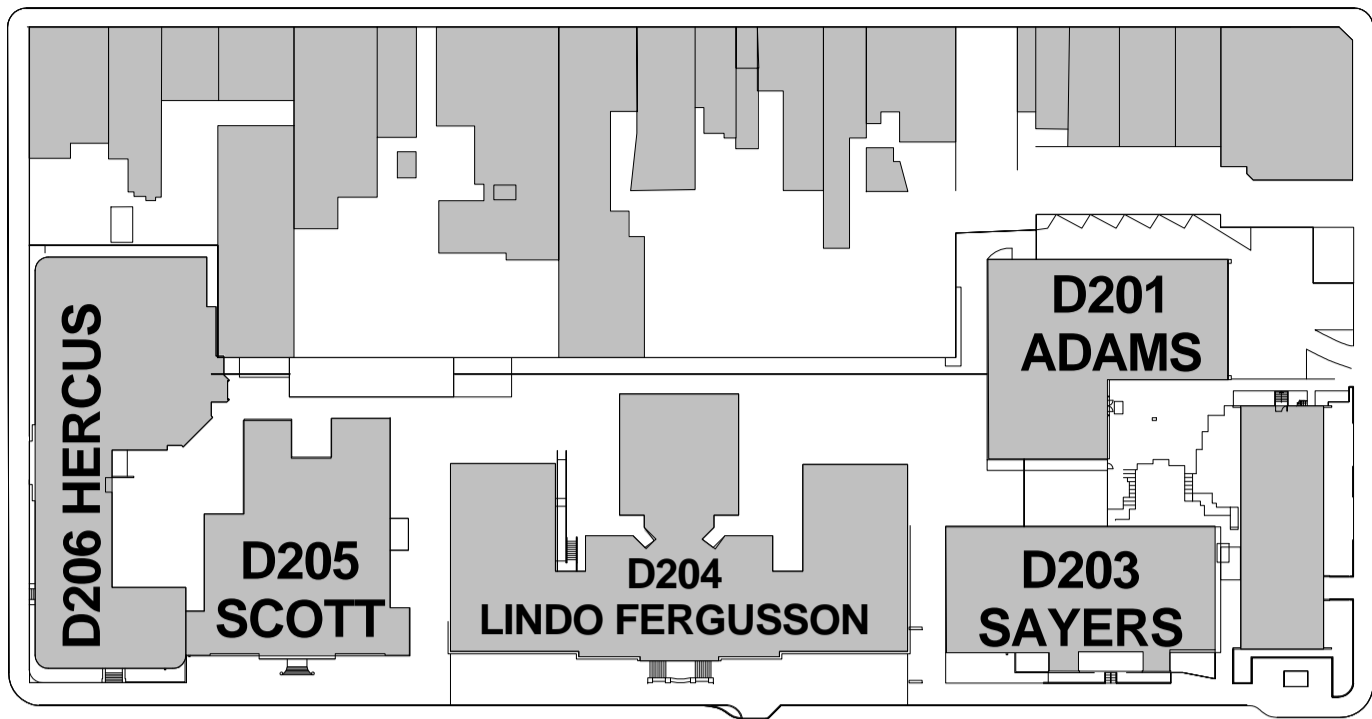 D201
ADAMS
D206 HERCUS
D205
SCOTT
D204
LINDO FERGUSSON
D203
SAYERS